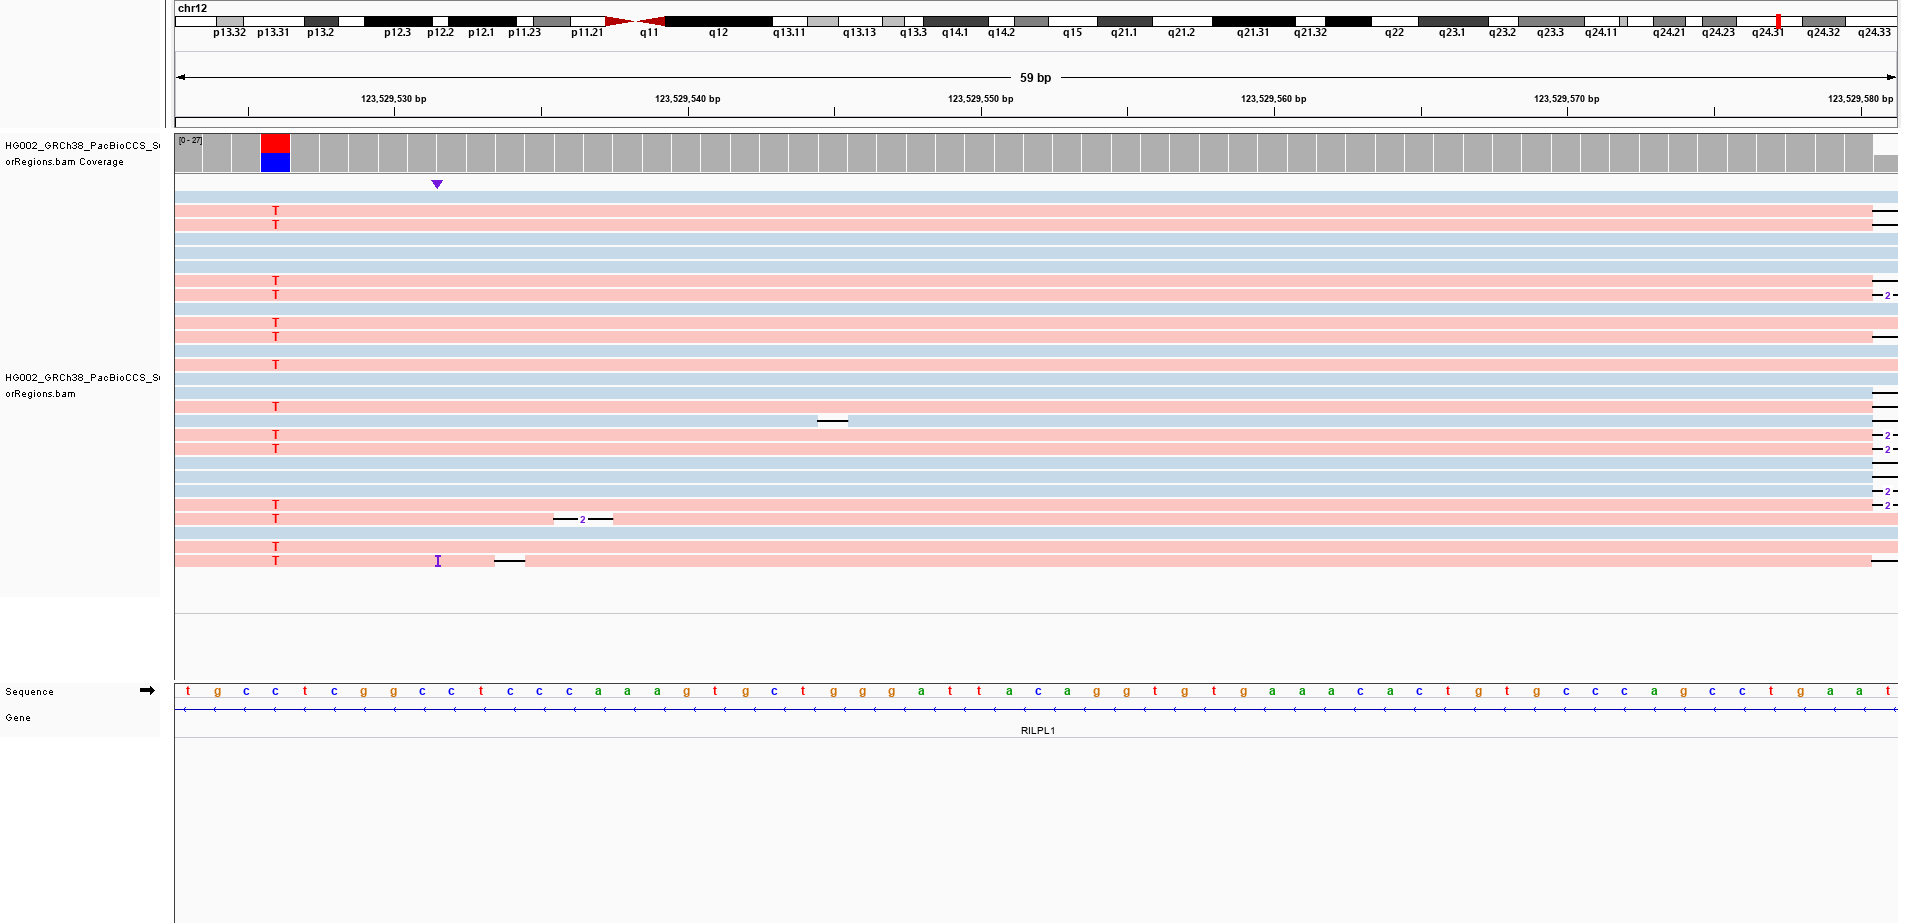 chr12
p13.32 p13.31 p13.2 p12.3 p12.2 p12.1 p11.23 p11.21 q11 q12 q13.11 q13.13 q13.3 q14.1 q14.2 q15 q21.1 q21.2 q21.31 q21.32 q22 q23.1 q23.2 q23.3 q24.11 q24.21 q24.23 q24.31 q24.32 q24.33
59 bp
123,529,530 bp 123,529,540 bp 123,529,550 bp 123,529,560 bp 123,529,570 bp 123,529,580 bp
[0 - 27]
HG002_GRCh38_PacBioCCS_S
orRegions.bam Coverage
T
T
T
T
2
T
T
T
HG002_GRCh38_PacBioCCS_S
orRegions.bam
T
T
2
T
2
2
T
2
T
2
T
T I
Sequence t g c c t c g g c c t c c c a a a g t g c t g g g a t t a c a g g t g t g a a a c a c t g t g c c c a g c c t g a a t
Gene
RILPL1